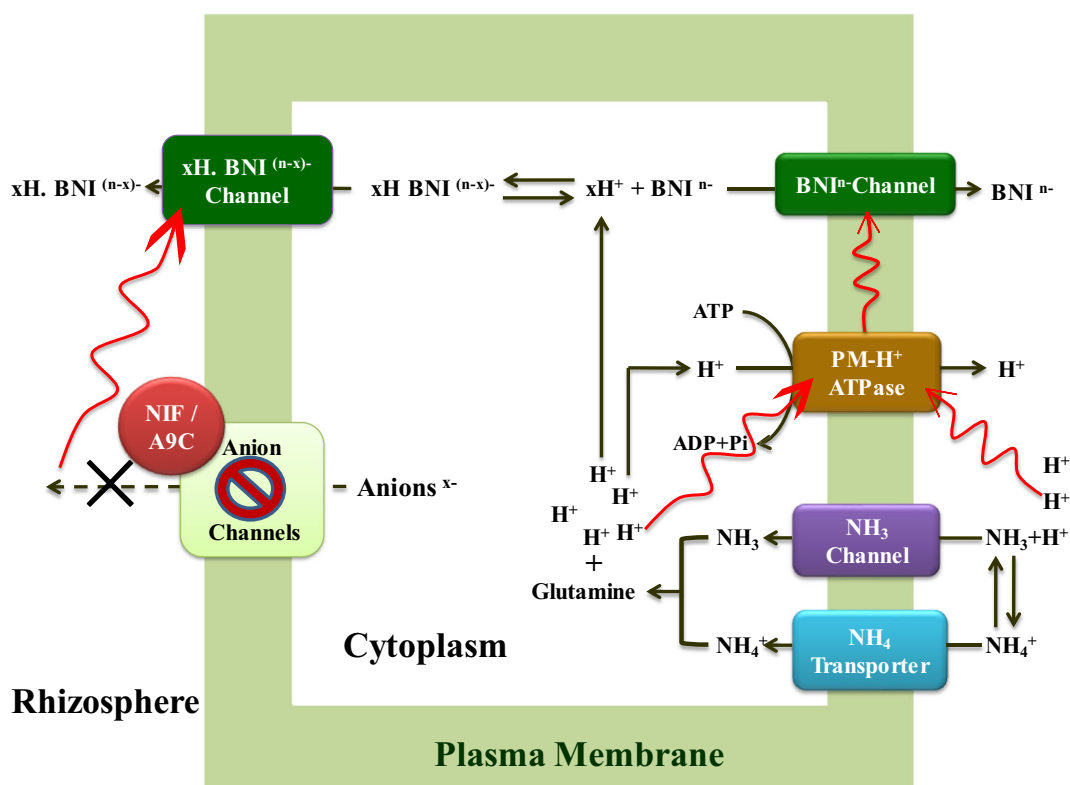 xH. BNI (n-x)-
xH. BNI (n-x)-
Channel
xH BNI (n-x)-
xH⁺ + BNI n-
BNIn-Channel
BNI n-
ATP
H⁺
PM-H⁺
ATPase
H⁺
ADP+Pi
NIF /
A9C
Anion
Channels
Anions x-
H⁺
H⁺
H⁺
H⁺
H⁺
+
Glutamine
H⁺
H⁺
NH₃
NH₃
Channel
NH₃+H⁺
NH₄⁺
NH₄
Transporter
NH₄⁺
Cytoplasm
Rhizosphere
Plasma Membrane